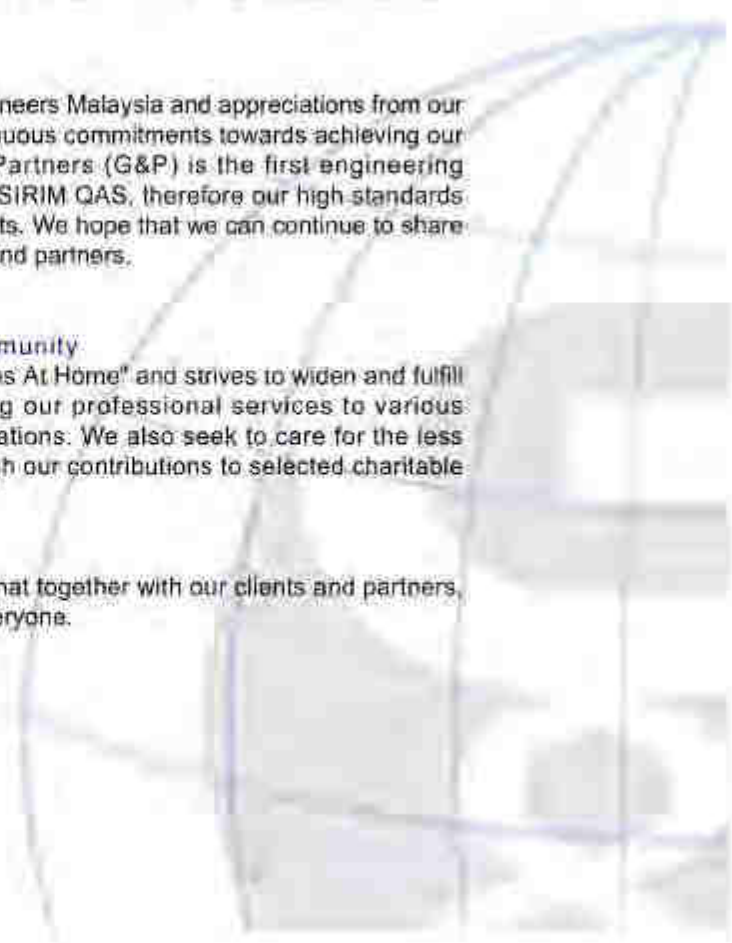 neers Malaysia and appreciations from our
uous commitments towards achieving our
Partners (G&P) is the first engineering
SIRIM QAS, therefore our high standards
ts. We hope that we can continue to share
nd partners.
munity
s At Home" and strives to widen and fulfill
g our professional services to various
ations. We also seek to care for the less
h our contributions to selected charitable
hat together with our clients and partners,
eryone.